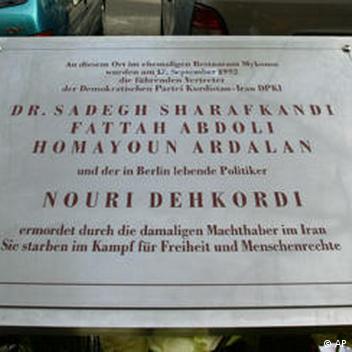 An diesem Ort im ehemaligen Restaurant Mykonos
wurden am 17. September 1992
die führenden Vertreter
der Demokratischen Partei Kurdistan-Iran DPKI
DR. SADEGH SHARAFKANDI
FATTAH ABDOLI
HOMAYOUN ARDALAN
und der in Berlin lebende Politiker
NOURI DEHKORDI
ermordet durch die damaligen Machthaber im Iran
Sie starben im Kampf für Freiheit und Menschenrechte
© AP